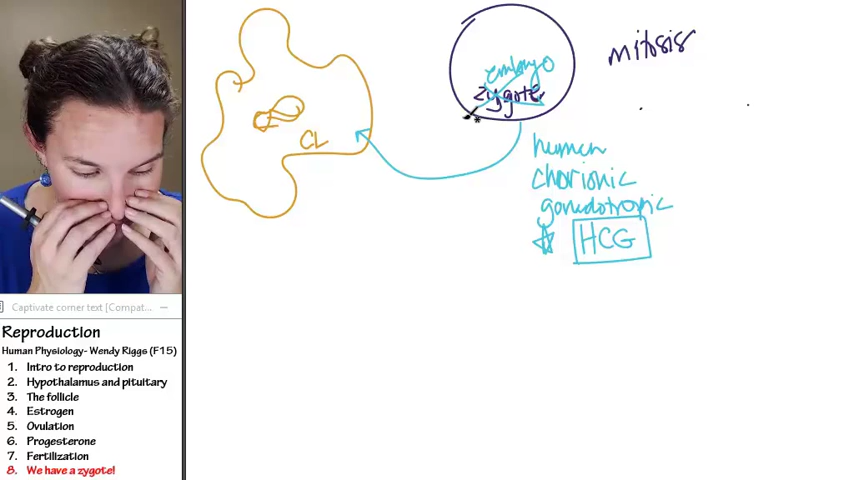 mitosis
embryo
zygote
CL
human
chorionic
gonadotropic
HCG
Captivate corner text [Compat...
Reproduction
Human Physiology- Wendy Riggs (F15)
1. Intro to reproduction
2. Hypothalamus and pituitary
3. The follicle
4. Estrogen
5. Ovulation
6. Progesterone
7. Fertilization
8. We have a zygote!